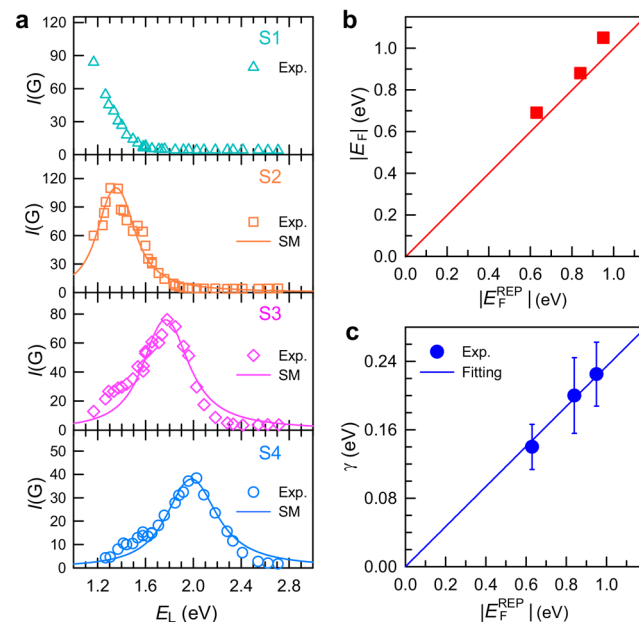 a
I(G)
120
90
60
30
0
S1
Exp.
I(G)
120
90
60
30
0
S2
Exp.
SM
I(G)
80
60
40
20
0
S3
Exp.
SM
I(G)
50
40
30
20
10
0
S4
Exp.
SM
1.2 1.6 2.0 2.4 2.8
E_L (eV)
b
|E_F| (eV)
1.0
0.8
0.6
0.4
0.2
0.0
0.0 0.2 0.4 0.6 0.8 1.0
|E_F^REP| (eV)
c
γ (eV)
0.24
0.16
0.08
0.00
Exp.
Fitting
0.0 0.2 0.4 0.6 0.8 1.0
|E_F^REP| (eV)